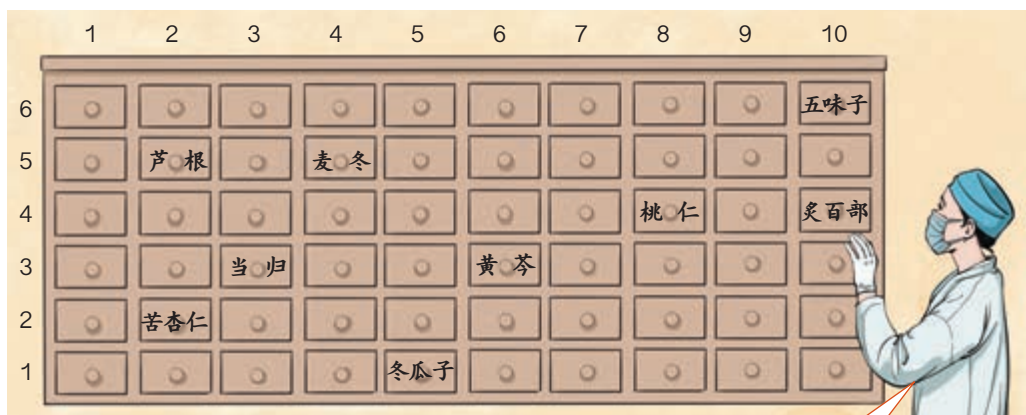 1 2 3 4 5 6 7 8 9 10
6 五味子
5 芦根 麦冬
4 桃仁 炙百部
3 当归 黄芩
2 苦杏仁
1 冬瓜子